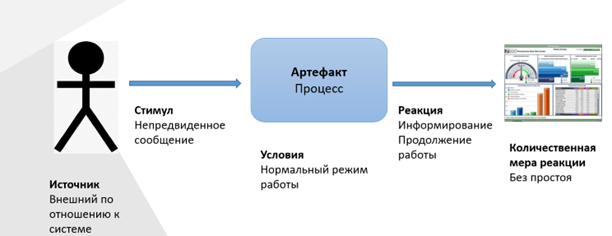 Артефакт
Процесс
Стимул
Непредвиденное
сообщение
Реакция
Информирование
Продолжение
работы
Условия
Нормальный режим
работы
Количественная
мера реакции
Без простоя
Источник
Внешний по
отношению к
системе